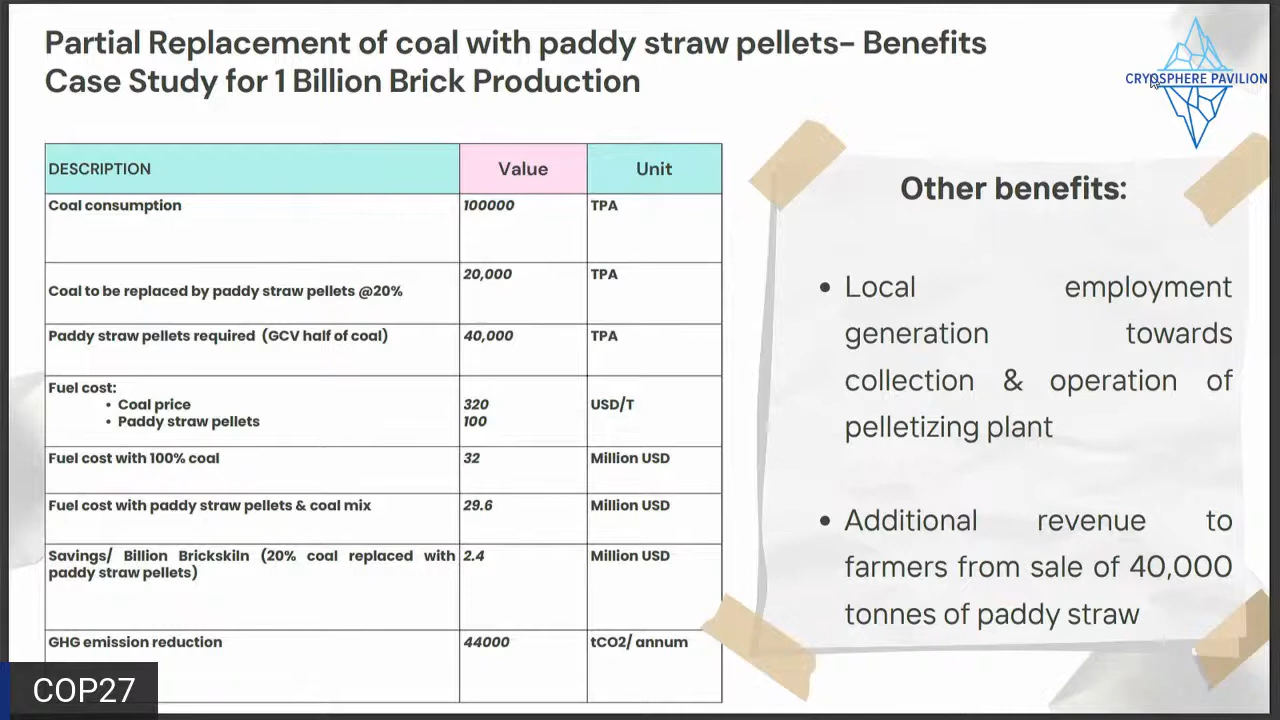 Partial Replacement of coal with paddy straw pellets– Benefits
Case Study for 1 Billion Brick Production
CRYOSPHERE PAVILION
DESCRIPTION Value Unit
Coal consumption 100000 TPA
Coal to be replaced by paddy straw pellets @20% 20,000 TPA
Paddy straw pellets required (GCV half of coal) 40,000 TPA
Fuel cost:
• Coal price 320 USD/T
• Paddy straw pellets 100
Fuel cost with 100% coal 32 Million USD
Fuel cost with paddy straw pellets & coal mix 29.6 Million USD
Savings/ Billion Brickskiln (20% coal replaced with 2.4 Million USD
paddy straw pellets)
GHG emission reduction 44000 tCO2/ annum
Other benefits:
• Local employment
generation towards
collection & operation of
pelletizing plant
• Additional revenue to
farmers from sale of 40,000
tonnes of paddy straw
COP27